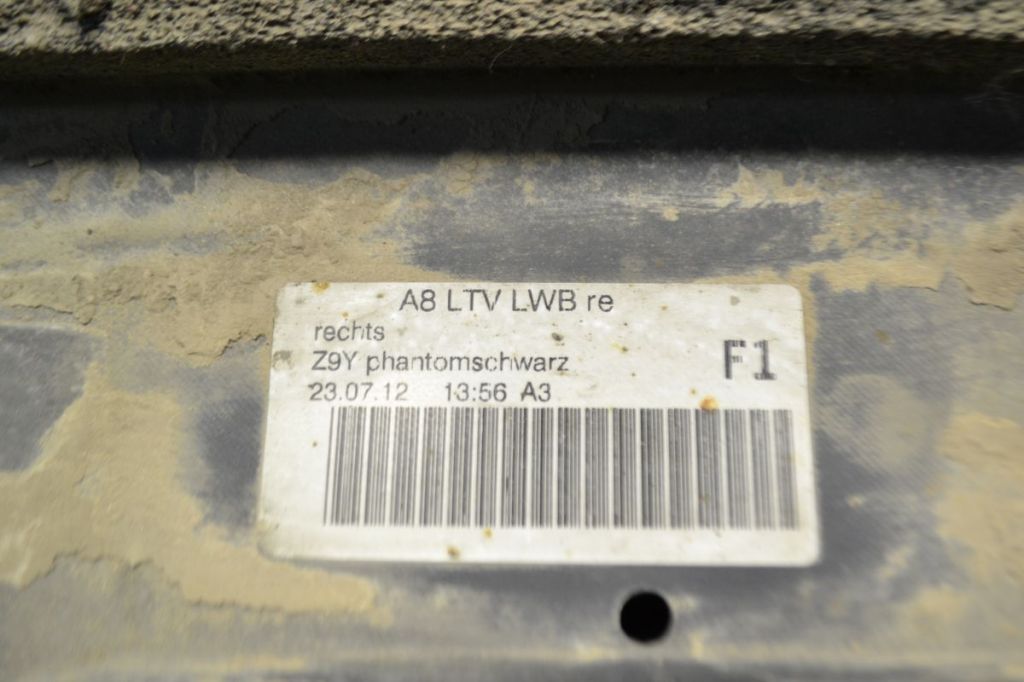 A8 LTV LWB re
rechts
Z9Y phantomschwarz
F1
23.07.12 13:56 A3